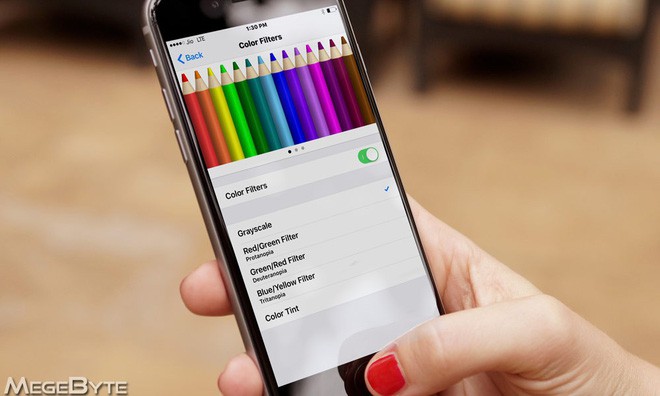 Jio LTE
1:30 PM
Back
Color Filters
Color Filters
Grayscale
Red/Green Filter
Protanopia
Green/Red Filter
Deuteranopia
Blue/Yellow Filter
Tritanopia
Color Tint
MEGEBYTE